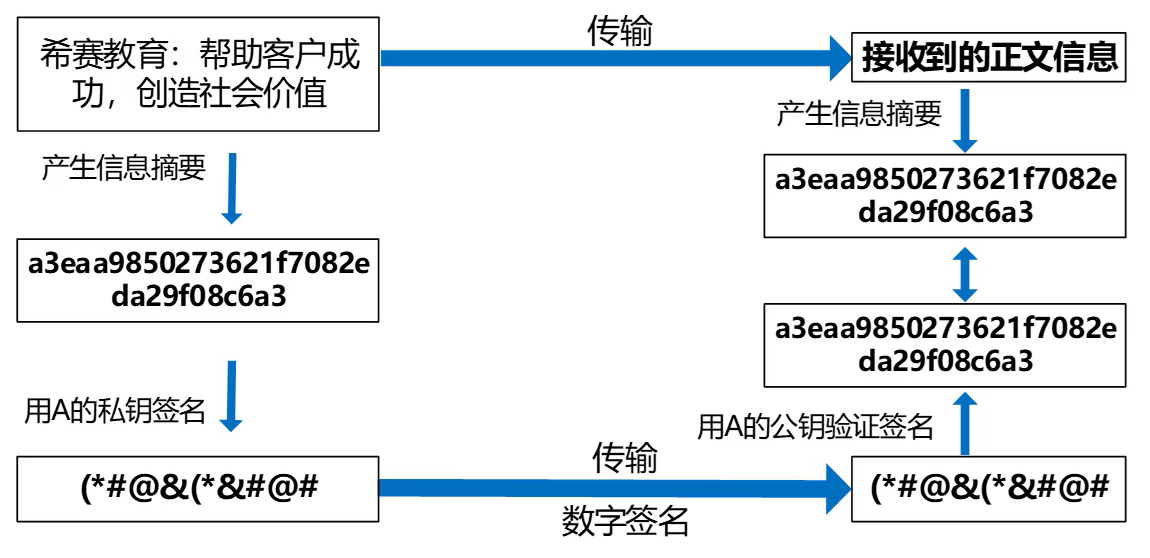 希赛教育：帮助客户成
功，创造社会价值
传输
接收到的正文信息
产生信息摘要
产生信息摘要
a3eaa9850273621f7082e
da29f08c6a3
a3eaa9850273621f7082e
da29f08c6a3
a3eaa9850273621f7082e
da29f08c6a3
用A的私钥签名
用A的公钥验证签名
(*#@&(*&#@#
传输
数字签名
(*#@&(*&#@#